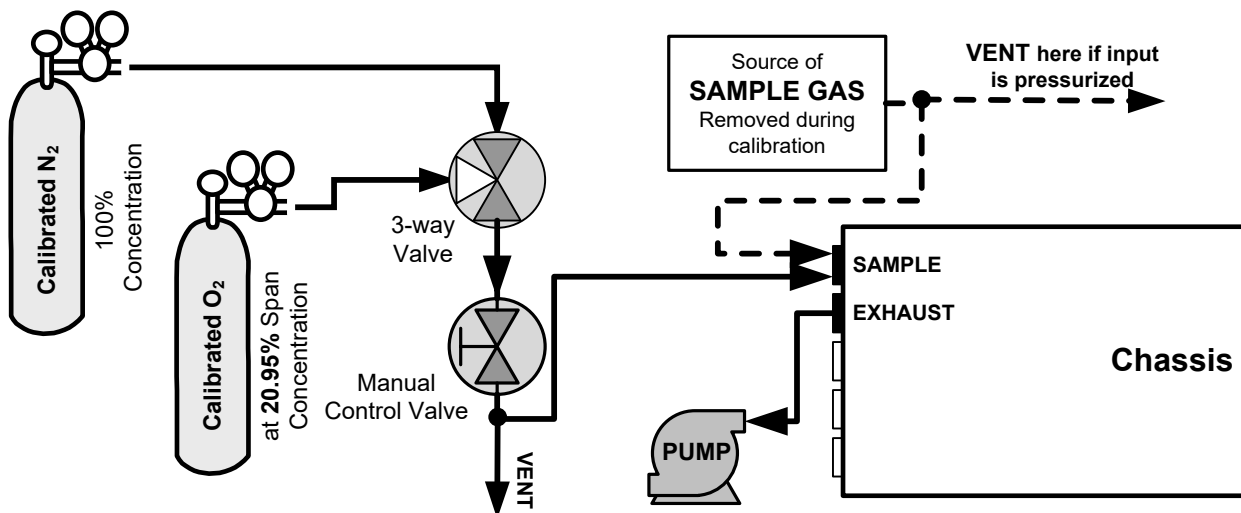 Calibrated N₂
100%
Concentration
Calibrated O₂
at 20.95% Span
Concentration
3-way
Valve
Manual
Control Valve
VENT
Source of
SAMPLE GAS
Removed during
calibration
VENT here if input
is pressurized
SAMPLE
EXHAUST
Chassis
PUMP